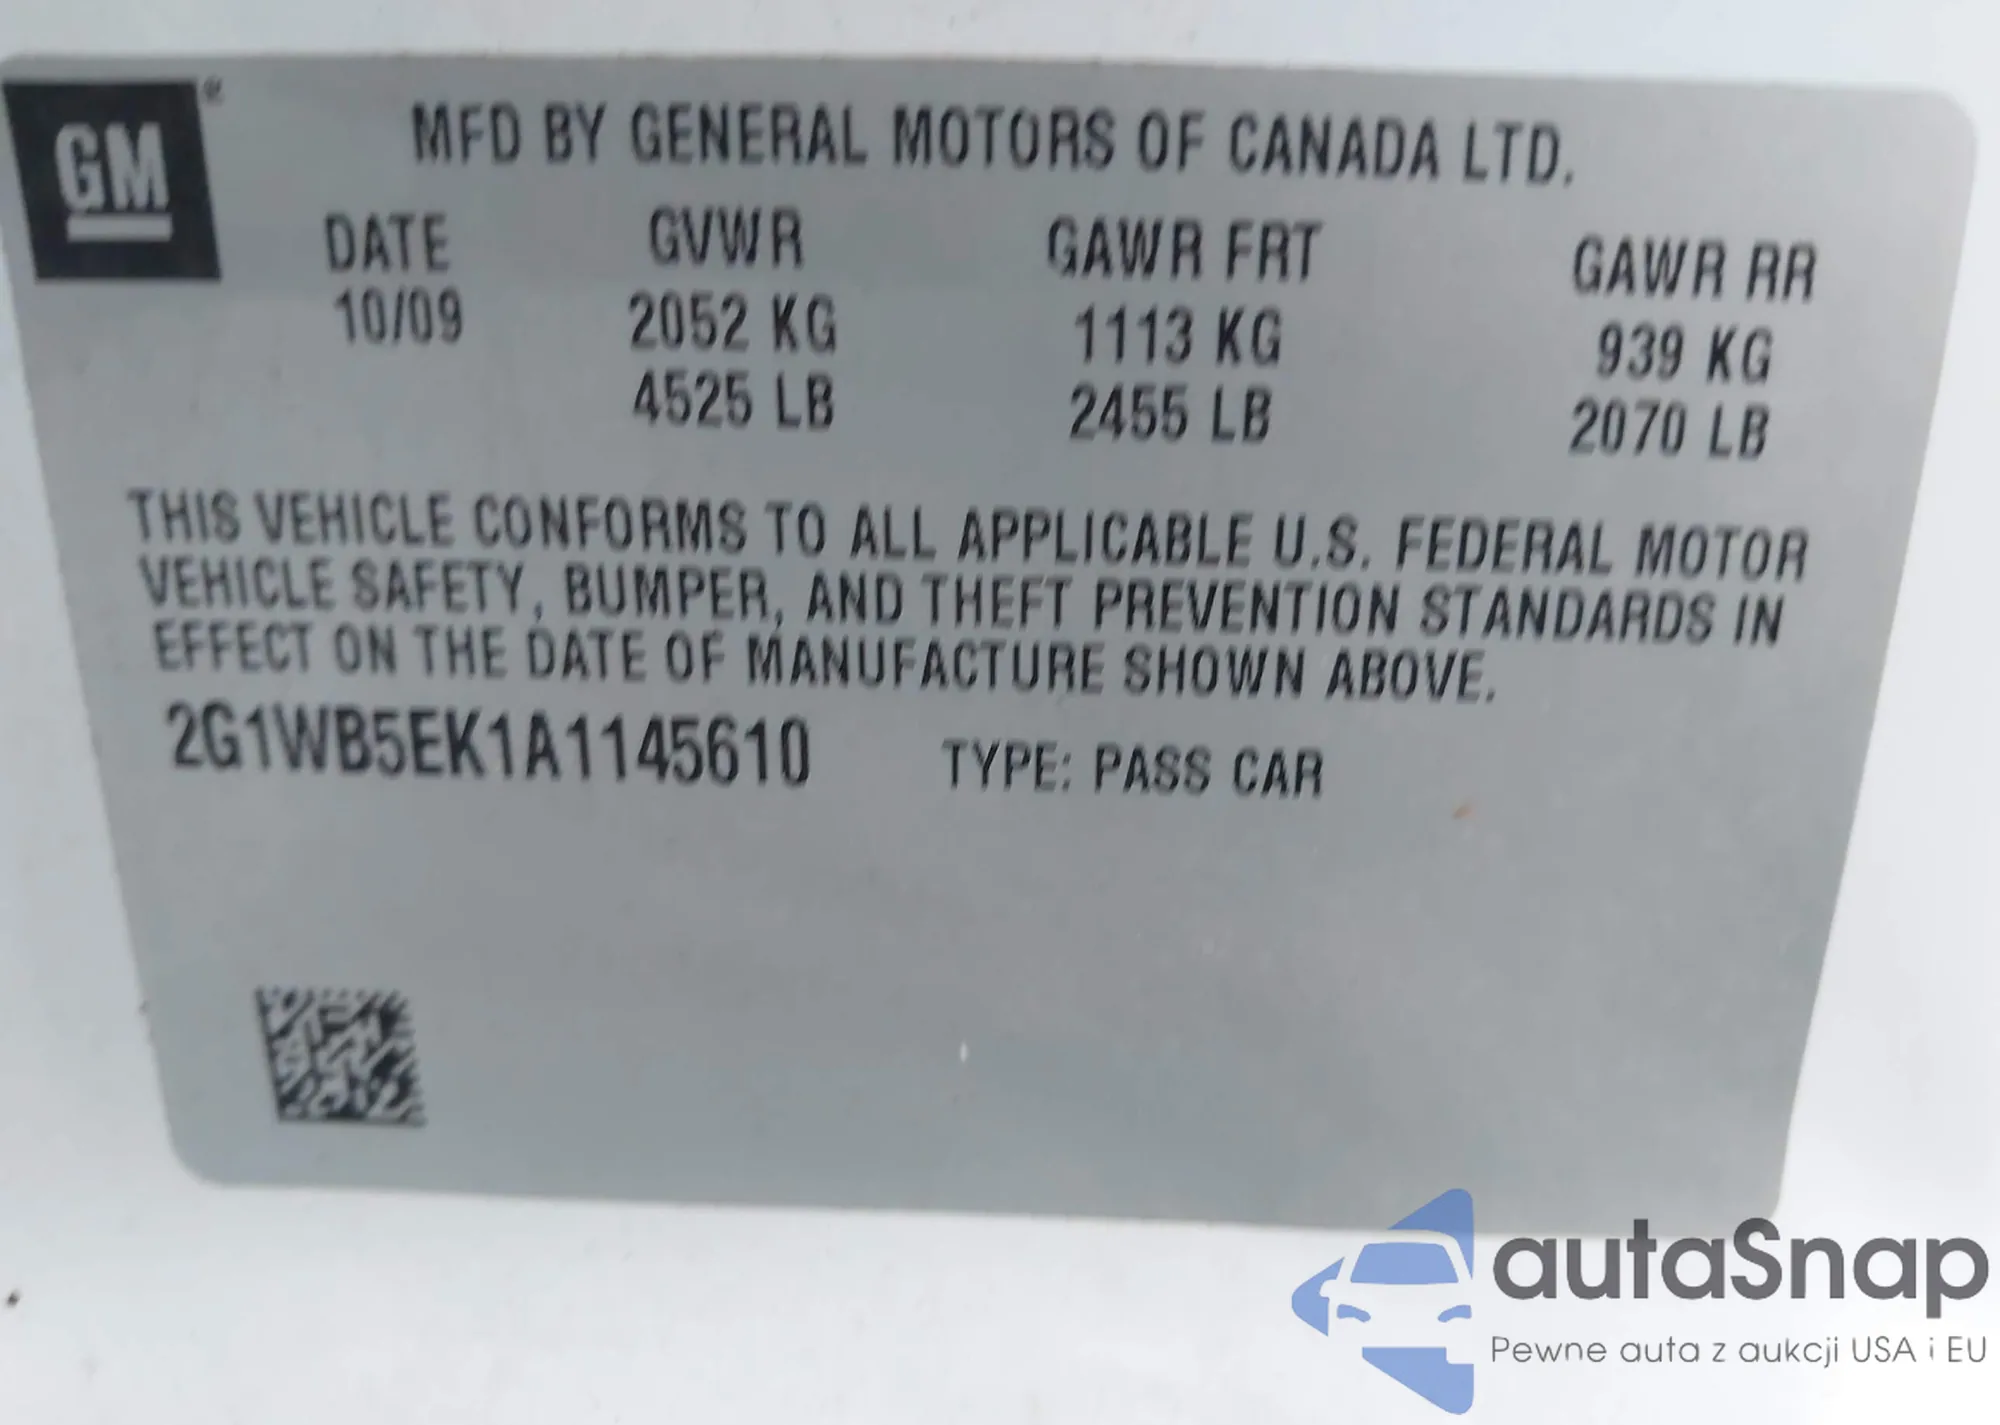 GM ®
MFD BY GENERAL MOTORS OF CANADA LTD.
DATE GVWR GAWR FRT GAWR RR
10/09 2052 KG 1113 KG 939 KG
4525 LB 2455 LB 2070 LB
THIS VEHICLE CONFORMS TO ALL APPLICABLE U.S. FEDERAL MOTOR
VEHICLE SAFETY, BUMPER, AND THEFT PREVENTION STANDARDS IN
EFFECT ON THE DATE OF MANUFACTURE SHOWN ABOVE.
2G1WB5EK1A1145610 TYPE: PASS CAR
autaSnap
Pewne auta z aukcji USA i EU